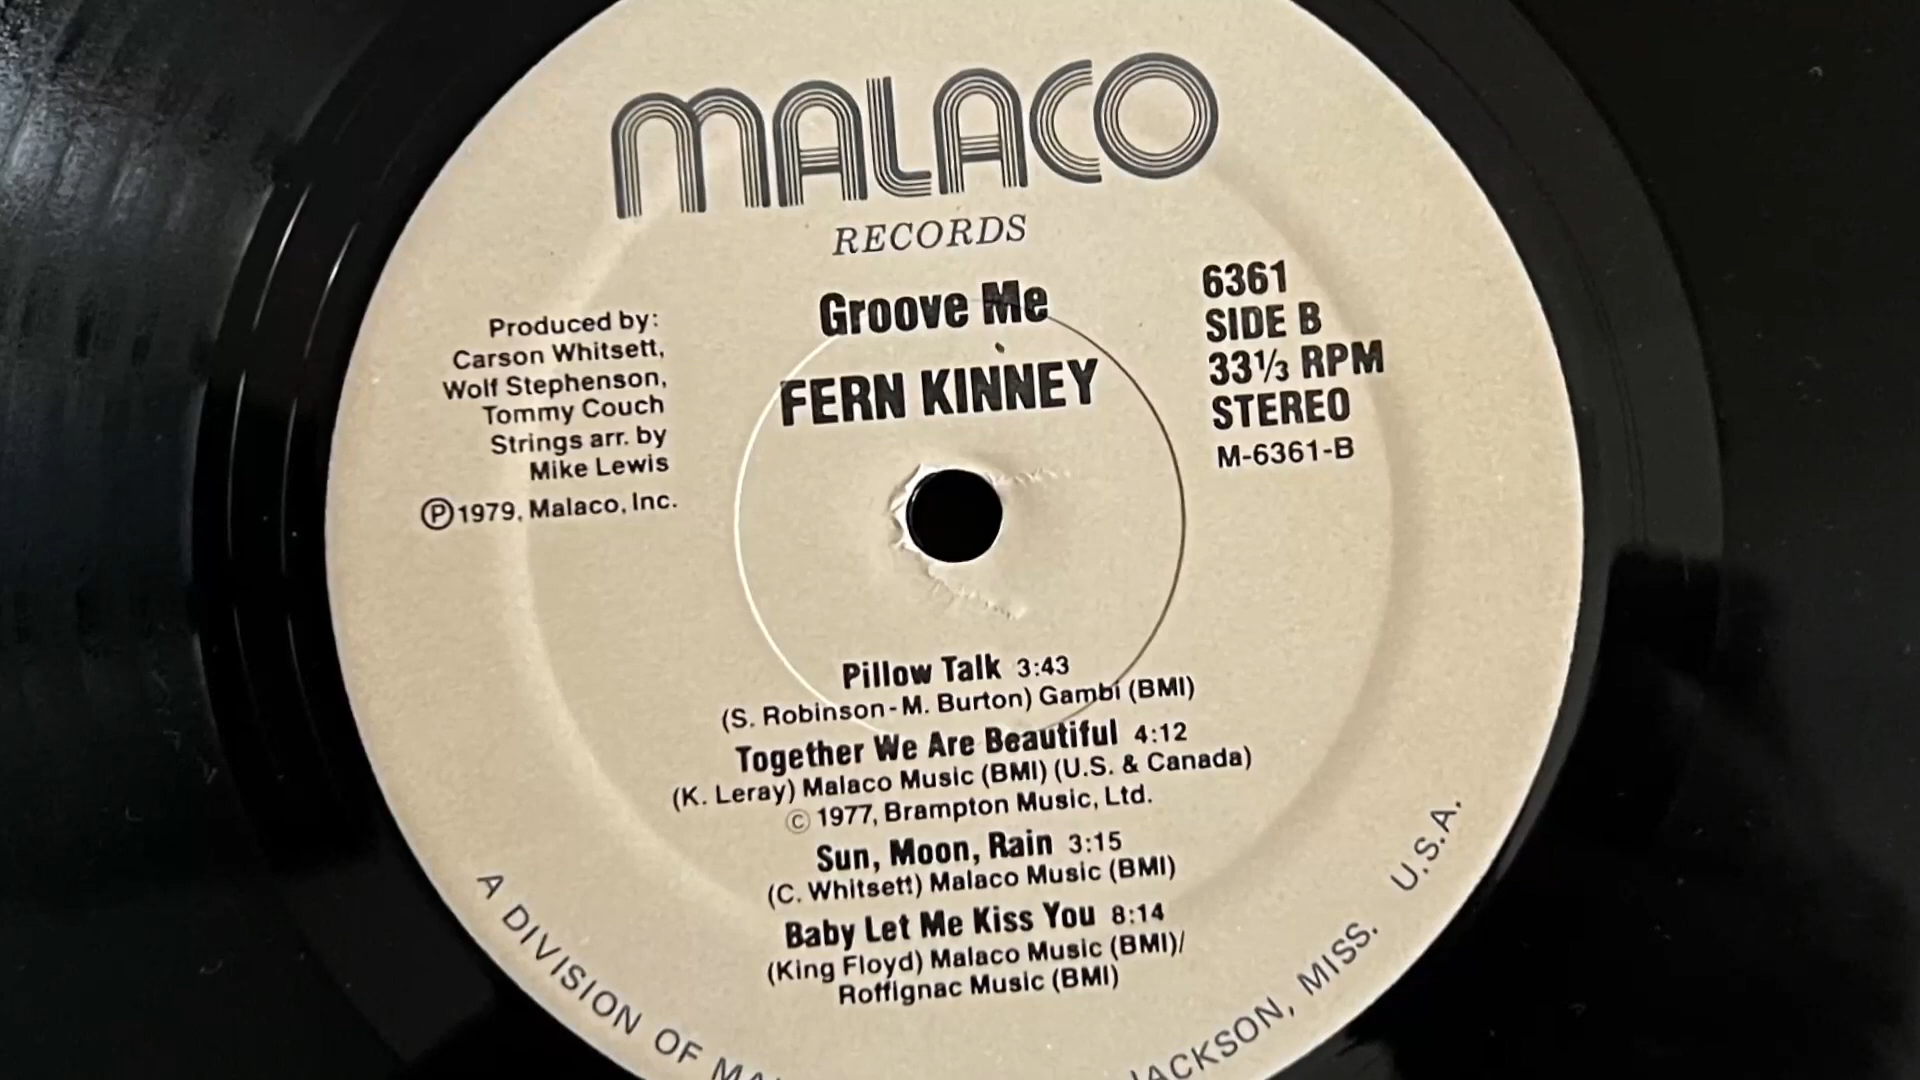 MALACO
RECORDS
Groove Me
FERN KINNEY
Produced by:
Carson Whitsett,
Wolf Stephenson,
Tommy Couch
Strings arr. by
Mike Lewis
Ⓟ1979, Malaco, Inc.
6361
SIDE B
33⅓ RPM
STEREO
M-6361-B
Pillow Talk 3:43
(S. Robinson-M. Burton) Gambi (BMI)
Together We Are Beautiful 4:12
(K. Leray) Malaco Music (BMI) (U.S. & Canada)
© 1977, Brampton Music, Ltd.
Sun, Moon, Rain 3:15
(C. Whitsett) Malaco Music (BMI)
Baby Let Me Kiss You 8:14
(King Floyd) Malaco Music (BMI)/
Roffignac Music (BMI)
A DIVISION OF JACKSON, MISS. U.S.A.